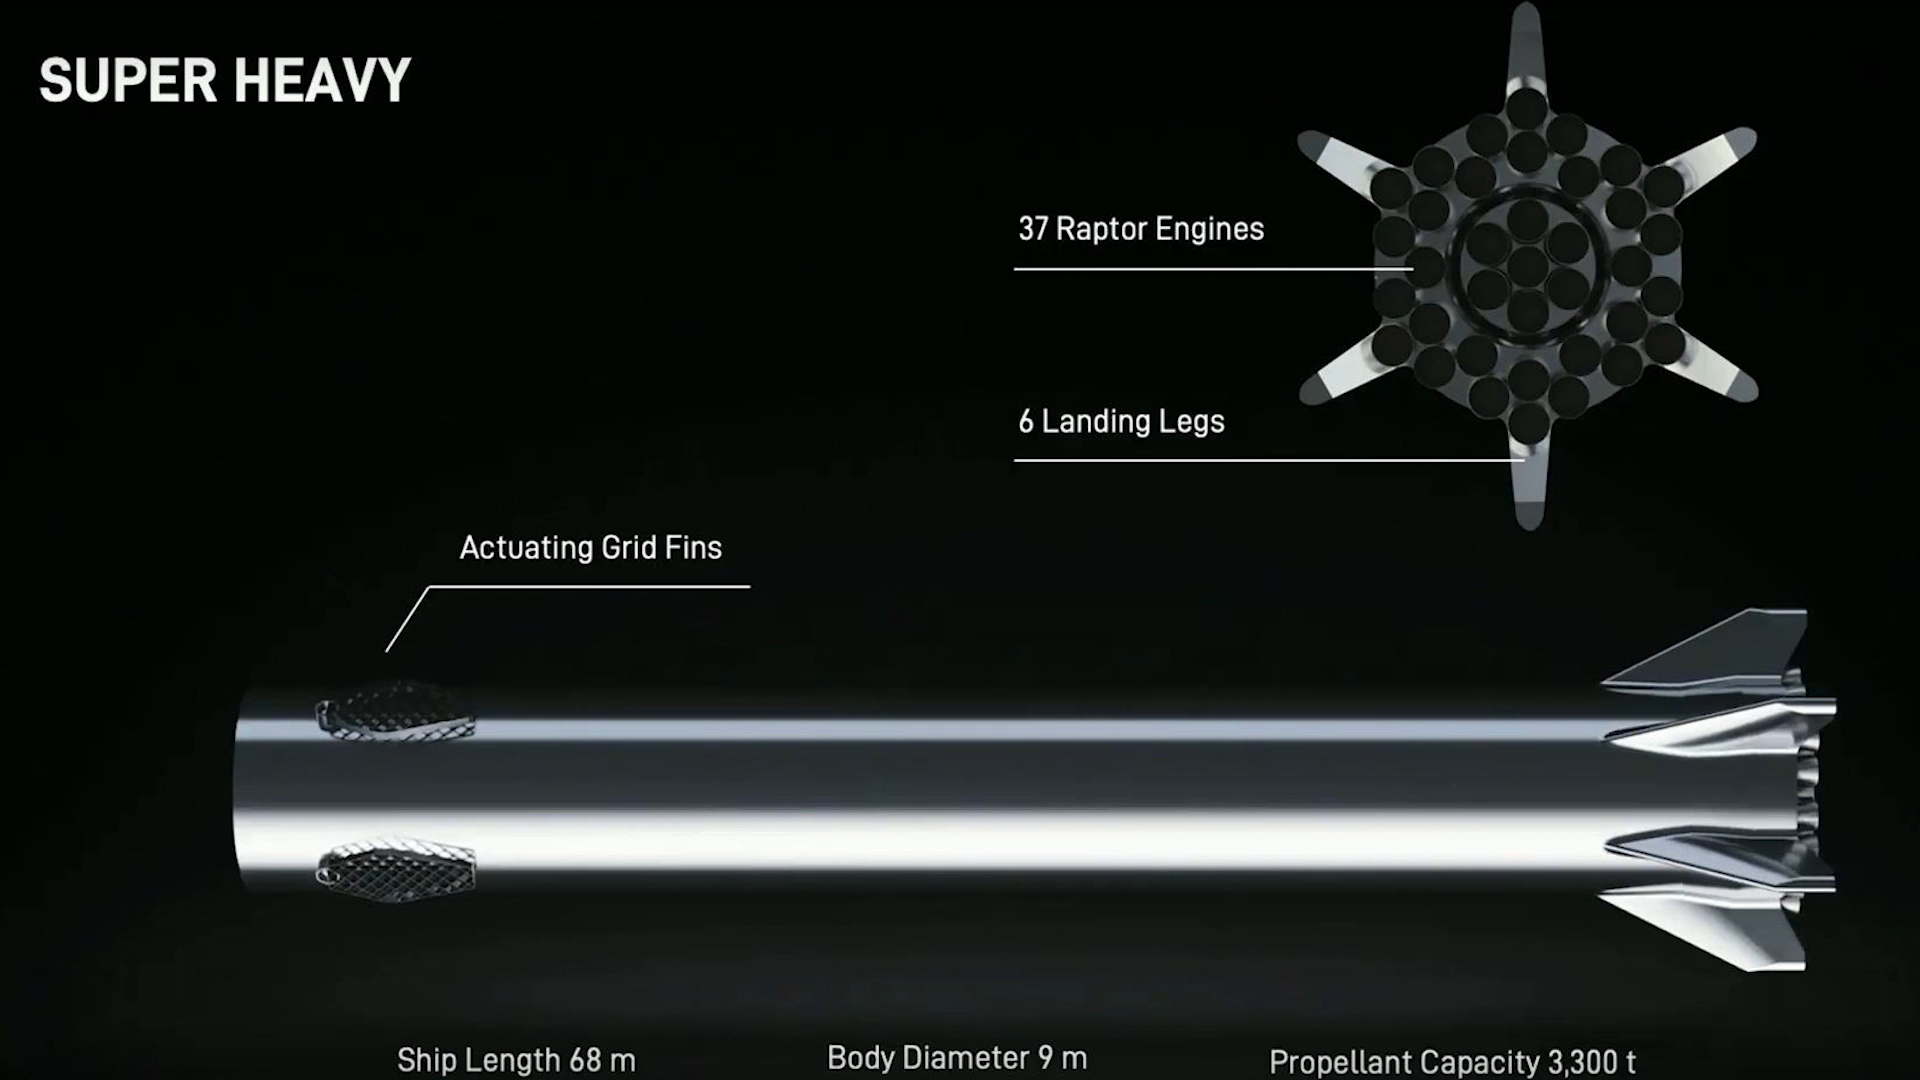 SUPER HEAVY
37 Raptor Engines
6 Landing Legs
Actuating Grid Fins
Ship Length 68 m
Body Diameter 9 m
Propellant Capacity 3,300 t